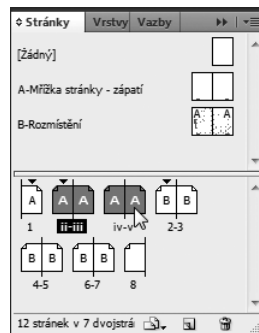 Stránky Vrstvy Vazby
[Žádný]
A-Mřížka stránky - zápatí
B-Rozmístění
A A
A A A A A B B
1 ii-iii iv-v 2-3
B B B B
4-5 6-7 8
12 stránek v 7 dvojstrá